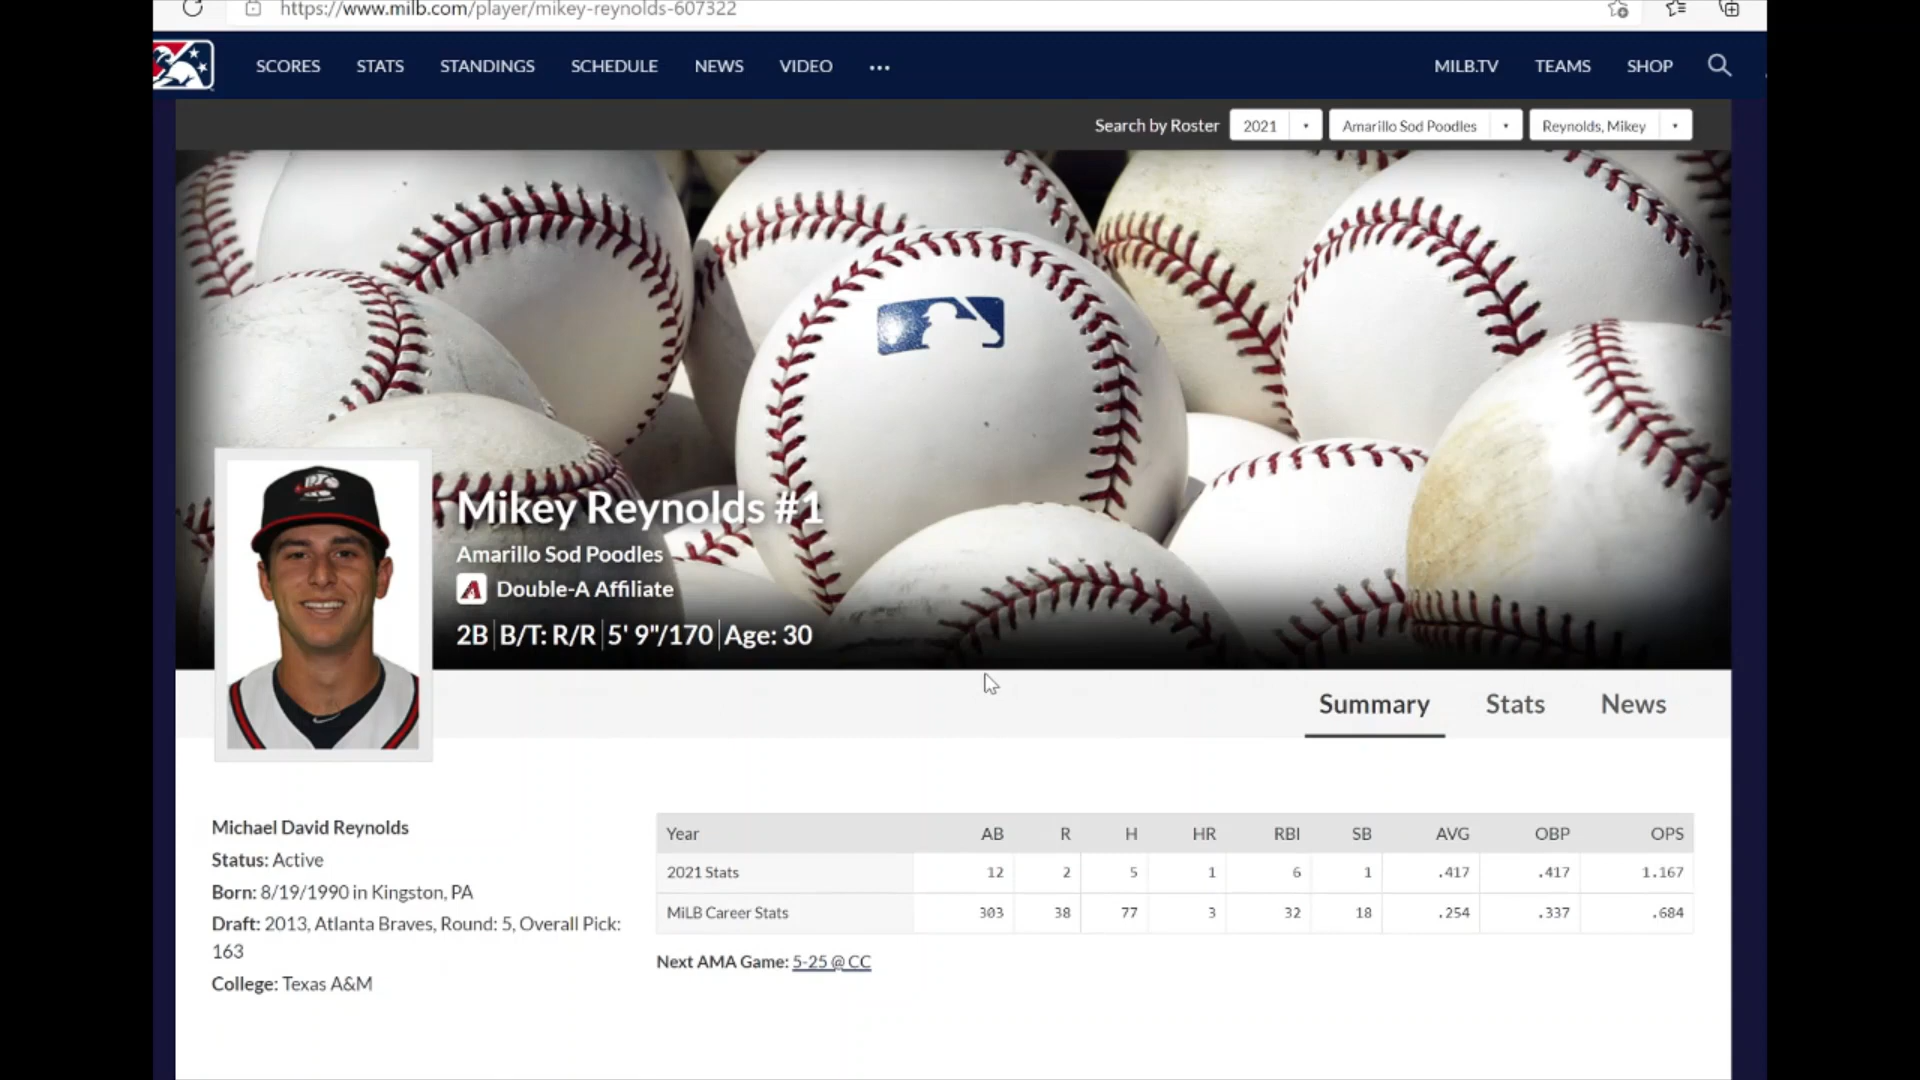 https://www.milb.com/player/mikey-reynolds-607322
SCORES STATS STANDINGS SCHEDULE NEWS VIDEO ... MILB.TV TEAMS SHOP
Search by Roster 2021 Amarillo Sod Poodles Reynolds, Mikey
Mikey Reynolds #1
Amarillo Sod Poodles
A Double-A Affiliate
2B B/T: R/R 5' 9"/170 Age: 30
Summary Stats News
Michael David Reynolds
Status: Active
Born: 8/19/1990 in Kingston, PA
Draft: 2013, Atlanta Braves, Round: 5, Overall Pick:
163
College: Texas A&M
Year AB R H HR RBI SB AVG OBP OPS
2021 Stats 12 2 5 1 6 1 .417 .417 1.167
MiLB Career Stats 303 38 77 3 32 18 .254 .337 .684
Next AMA Game: 5-25 @ CC